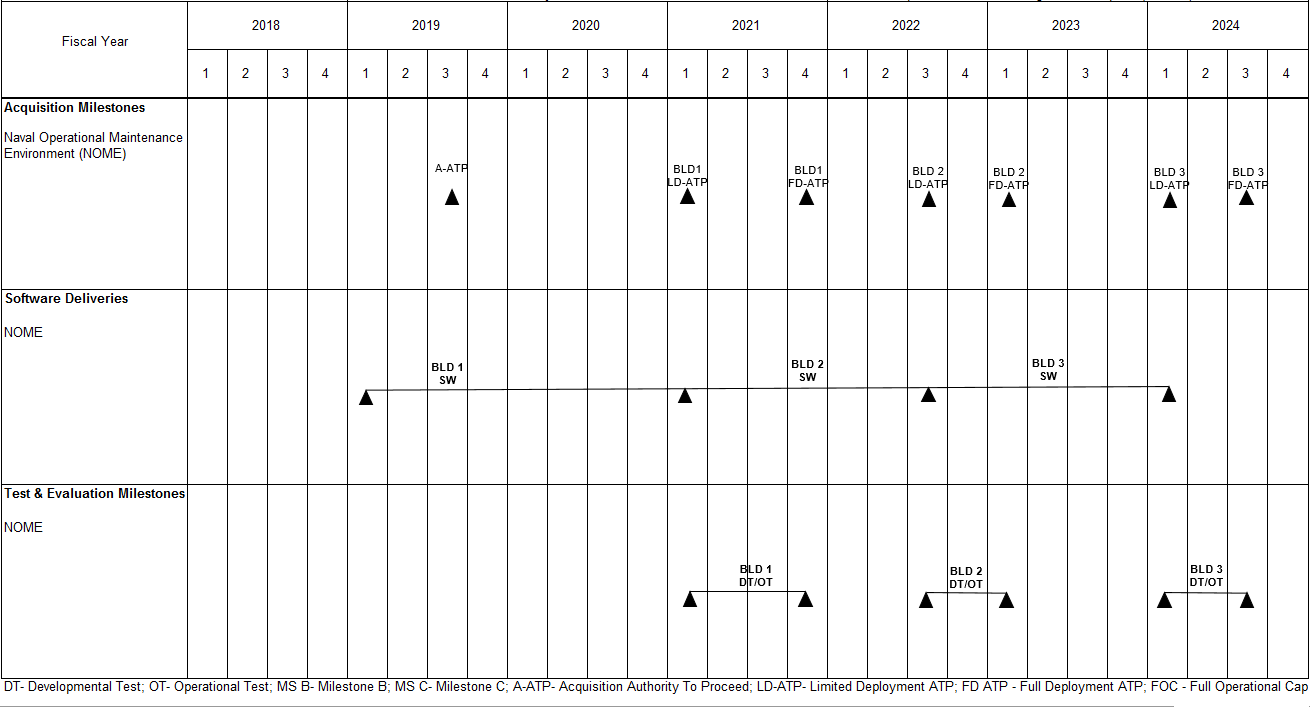 Fiscal Year
2018 2019 2020 2021 2022 2023 2024
1 2 3 4 1 2 3 4 1 2 3 4 1 2 3 4 1 2 3 4 1 2 3 4 1 2 3 4
Acquisition Milestones
Naval Operational Maintenance
Environment (NOME)
A-ATP
BLD1
LD-ATP
BLD1
FD-ATP
BLD 2
LD-ATP
BLD 2
FD-ATP
BLD 3
LD-ATP
BLD 3
FD-ATP
Software Deliveries
NOME
BLD 1
SW
BLD 2
SW
BLD 3
SW
Test & Evaluation Milestones
NOME
BLD 1
DT/OT
BLD 2
DT/OT
BLD 3
DT/OT
DT- Developmental Test; OT- Operational Test; MS B- Milestone B; MS C- Milestone C; A-ATP- Acquisition Authority To Proceed; LD-ATP- Limited Deployment ATP; FD ATP - Full Deployment ATP; FOC - Full Operational Cap